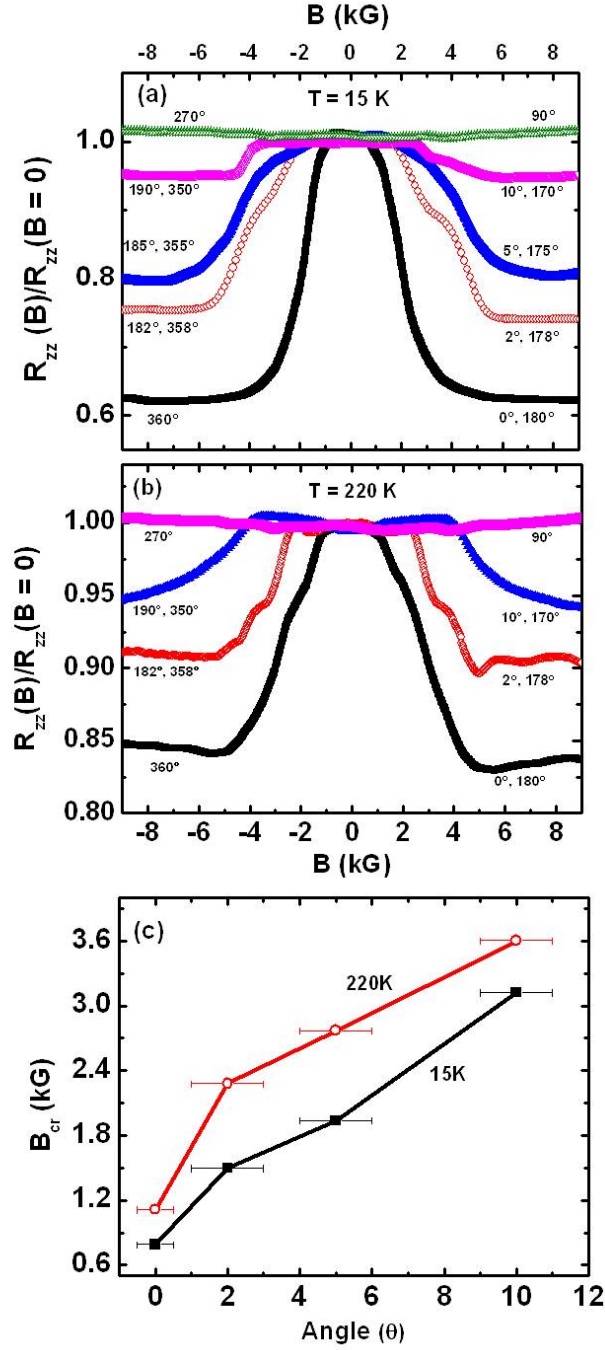 B (kG)
-8 -6 -4 -2 0 2 4 6 8
(a)
T = 15 K
270°
90°
1.0
190°, 350°
10°, 170°
185°, 355°
5°, 175°
0.8
182°, 358°
2°, 178°
0.6
360°
0°, 180°
R_zz (B)/R_zz(B = 0)
(b)
T = 220 K
1.00
270°
90°
0.95
190°, 350°
10°, 170°
0.90
182°, 358°
2°, 178°
0.85
360°
0°, 180°
0.80
R_zz(B)/R_zz(B = 0)
-8 -6 -4 -2 0 2 4 6 8
B (kG)
(c)
3.6
220K
3.0
2.4
15K
1.8
1.2
0.6
B_cr (kG)
0 2 4 6 8 10 12
Angle (θ)